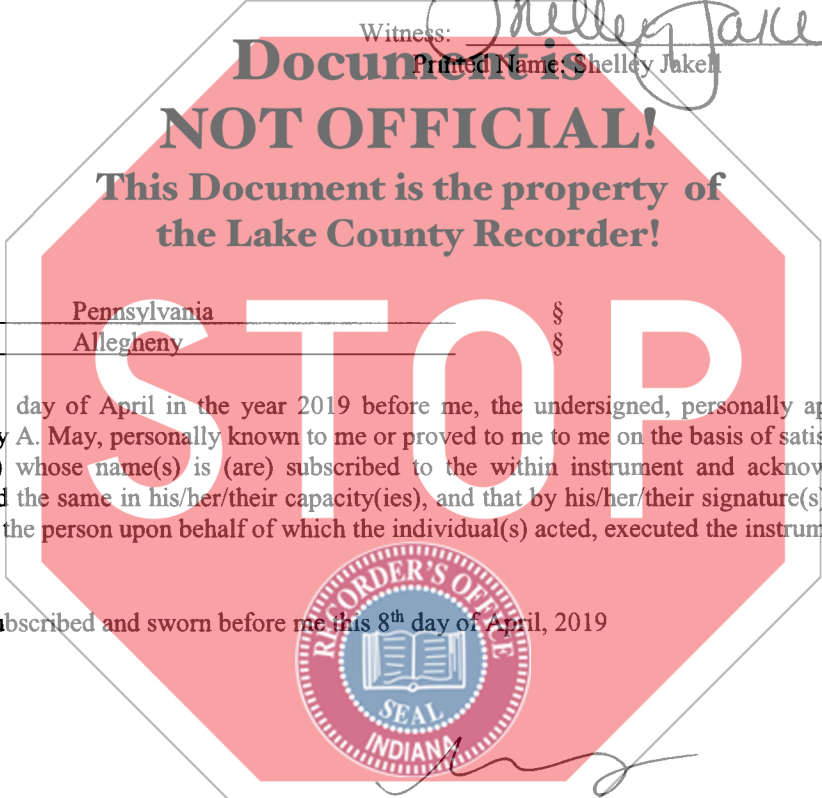 Witness: Shelley Jake
Printed Name: Shelley Jakell
Document is
NOT OFFICIAL!
This Document is the property of
the Lake County Recorder!
Pennsylvania §
Allegheny §
STOP
day of April in the year 2019 before me, the undersigned, personally ap
y A. May, personally known to me or proved to me to me on the basis of satis
) whose name(s) is (are) subscribed to the within instrument and acknow
d the same in his/her/their capacity(ies), and that by his/her/their signature(s)
the person upon behalf of which the individual(s) acted, executed the instrum
ubscribed and sworn before me this 8th day of April, 2019
RECORDER'S OFFICE
SEAL
INDIANA